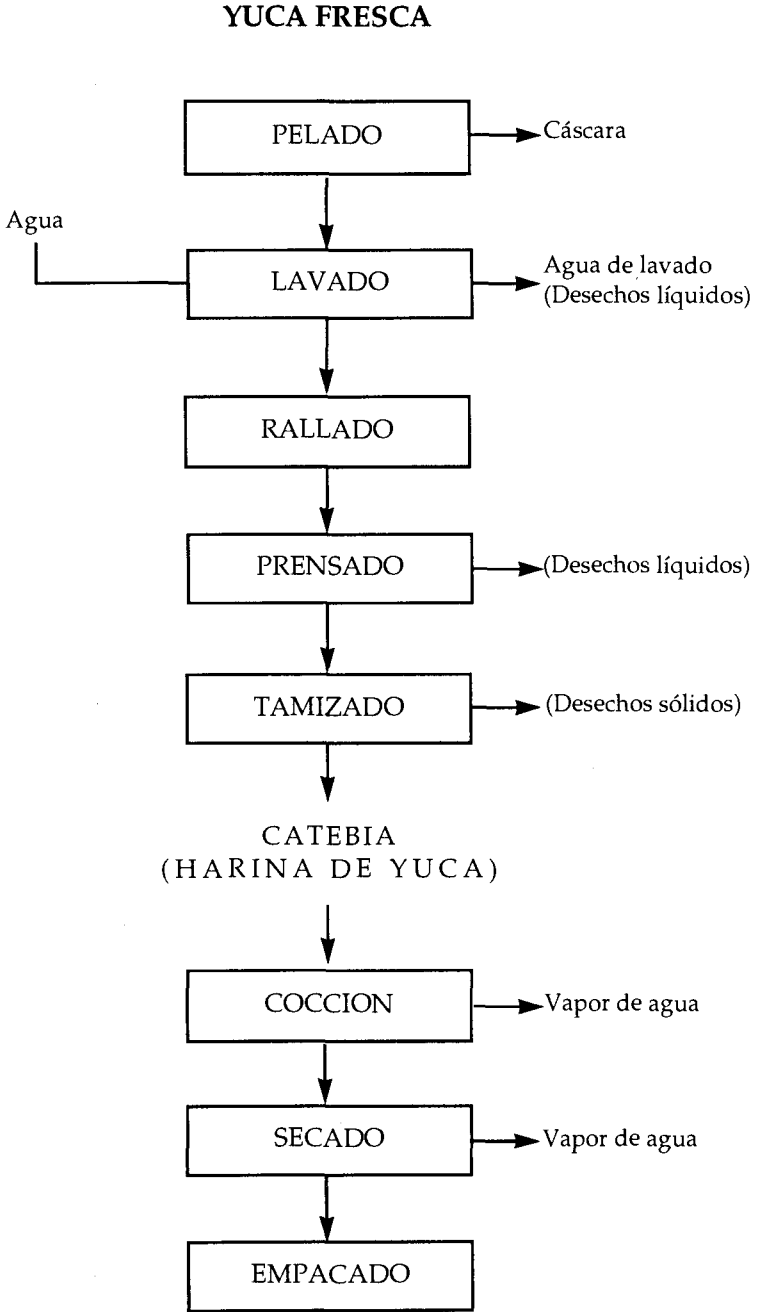 YUCA FRESCA
PELADO
Cáscara
Agua
LAVADO
Agua de lavado
(Desechos líquidos)
RALLADO
PRENSADO
(Desechos líquidos)
TAMIZADO
(Desechos sólidos)
CATEBIA
(HARINA DE YUCA)
COCCION
Vapor de agua
SECADO
Vapor de agua
EMPACADO